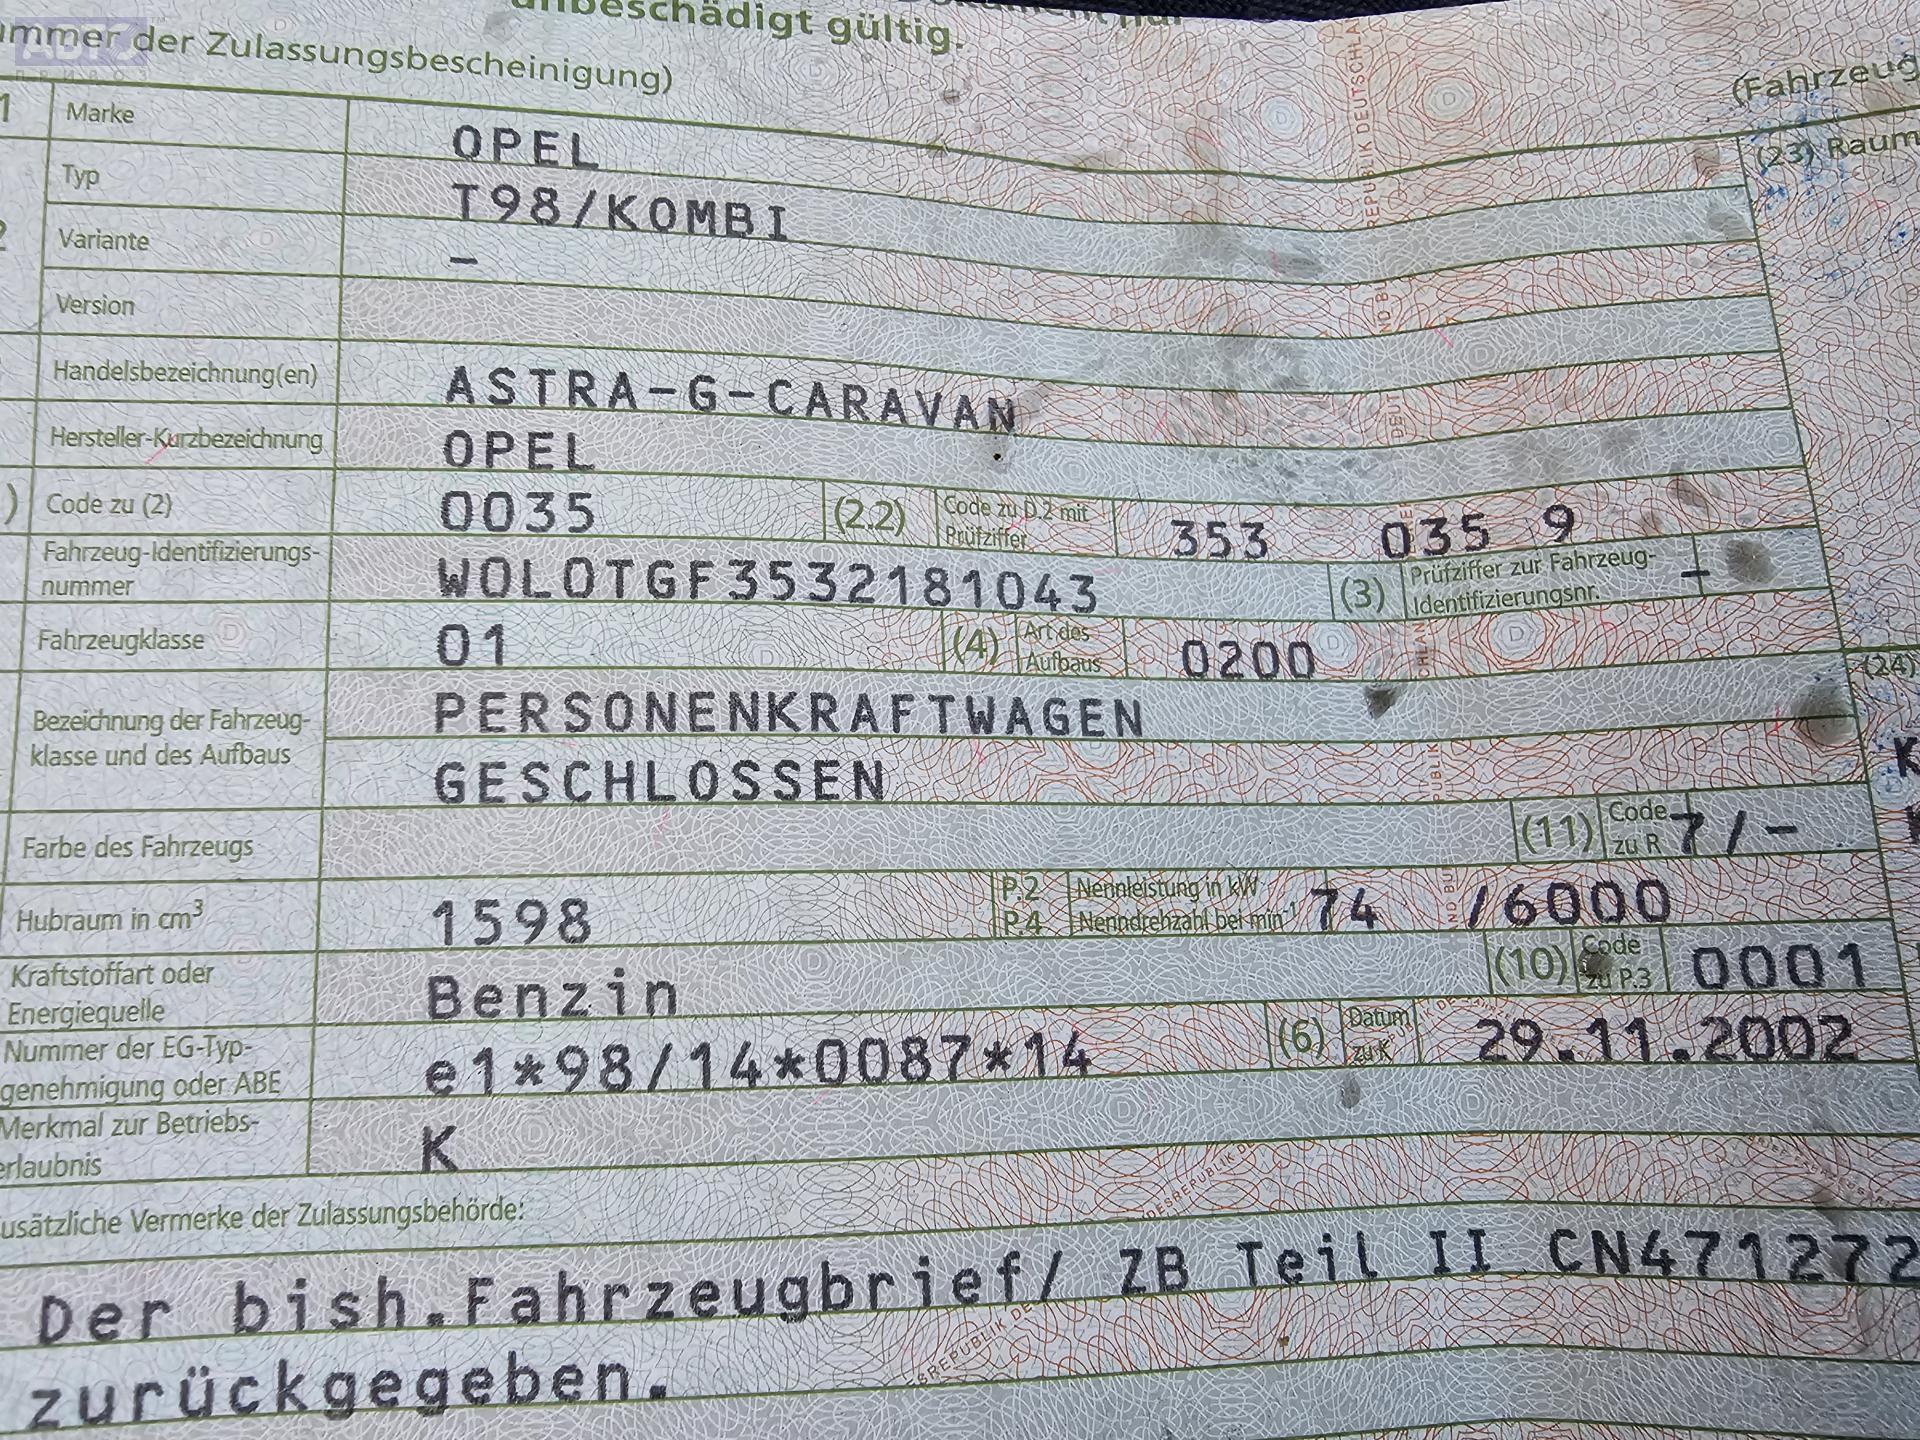 unbeschädigt gültig.
ummer der Zulassungsbescheinigung)
(Fahrzeug
1 Marke OPEL (23) Raum
Typ T98/KOMBI
2 Variante –
Version
Handelsbezeichnung(en) ASTRA-G-CARAVAN
Hersteller-Kurzbezeichnung OPEL
) Code zu (2) 0035 (2.2) Code zu D.2 mit Prüfziffer 353 035 9
Fahrzeug-Identifizierungs-
nummer W0L0TGF3532181043 (3) Prüfziffer zur Fahrzeug-Identifizierungsnr. –
Fahrzeugklasse 01 (4) Art des Aufbaus 0200
(24)
Bezeichnung der Fahrzeug-
klasse und des Aufbaus
PERSONENKRAFTWAGEN
GESCHLOSSEN
K
Farbe des Fahrzeugs (11) Code zu R 7/–
Hubraum in cm³ 1598 P.2 Nennleistung in kW
P.4 Nenndrehzahl bei min⁻¹ 74 /6000
Kraftstoffart oder
Energiequelle Benzin (10) Code zu P.3 0001
Nummer der EG-Typ-
genehmigung oder ABE e1*98/14*0087*14 (6) Datum zu K 29.11.2002
Merkmal zur Betriebs-
erlaubnis K
usätzliche Vermerke der Zulassungsbehörde:
Der bish.Fahrzeugbrief/ ZB Teil II CN471272
zurückgegeben.